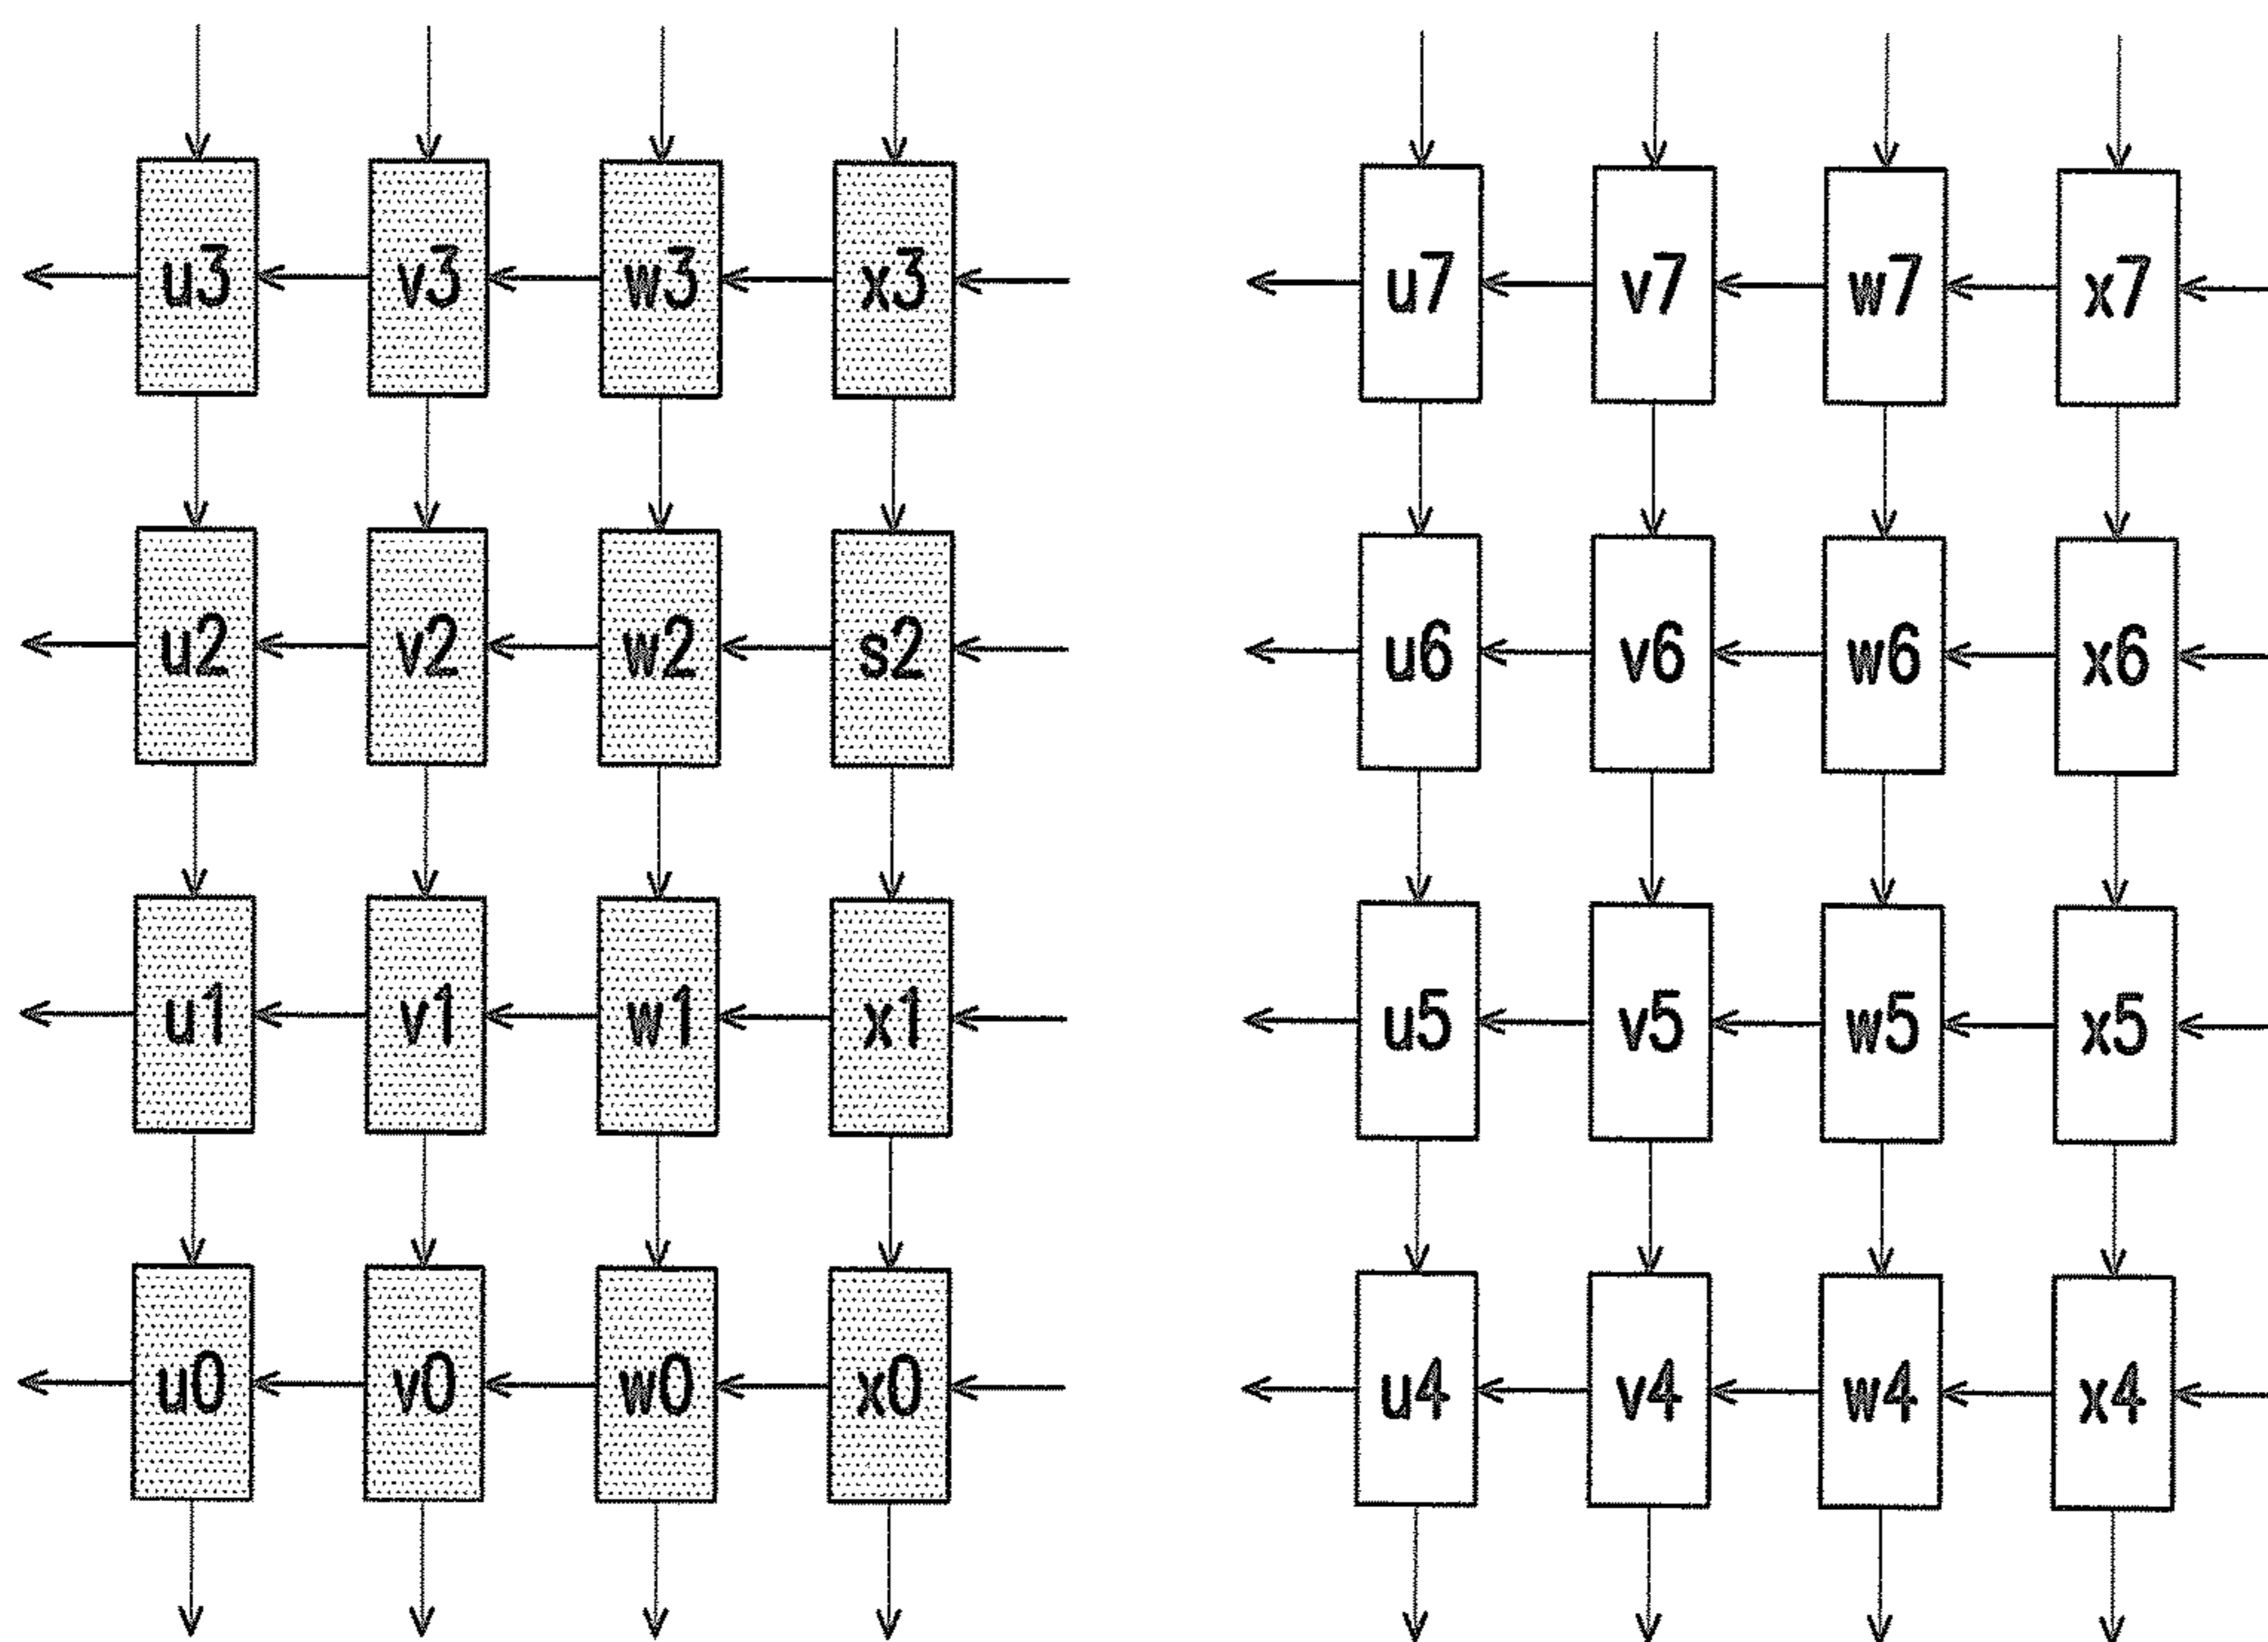 u3 v3 w3 x3 u7 v7 w7 x7
u2 v2 w2 s2 u6 v6 w6 x6
u1 v1 w1 x1 u5 v5 w5 x5
u0 v0 w0 x0 u4 v4 w4 x4